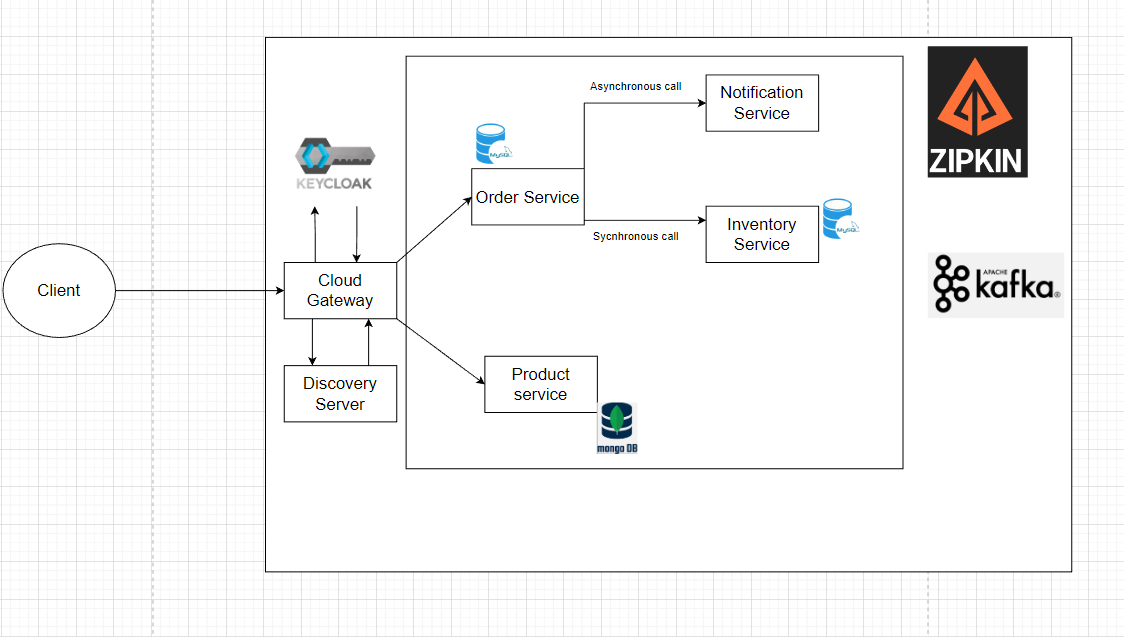 Asynchronous call
Notification
Service
ZIPKIN
MySQL
KEYCLOAK
Order Service
Sycnhronous call
Inventory
Service
MySQL
Client
Cloud
Gateway
APACHE
kafka®
Discovery
Server
Product
service
mongo DB